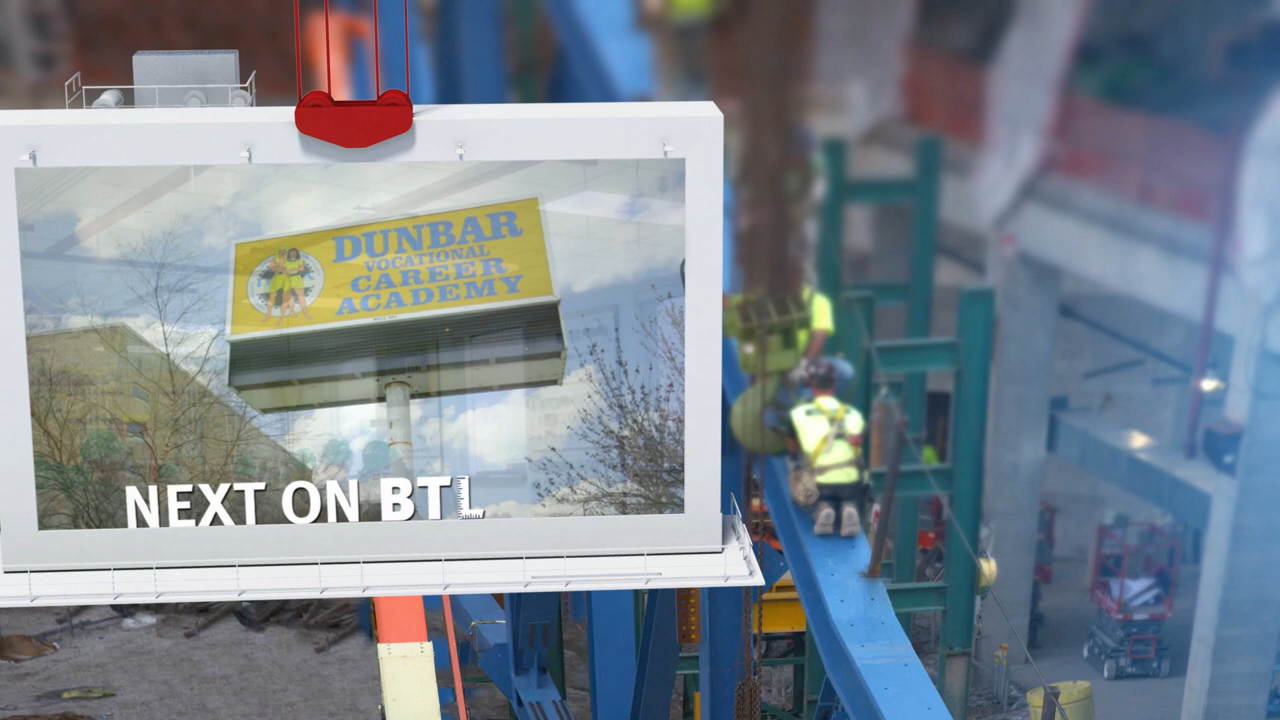 DUNBAR
VOCATIONAL
CAREER
ACADEMY
NEXT ON BTL